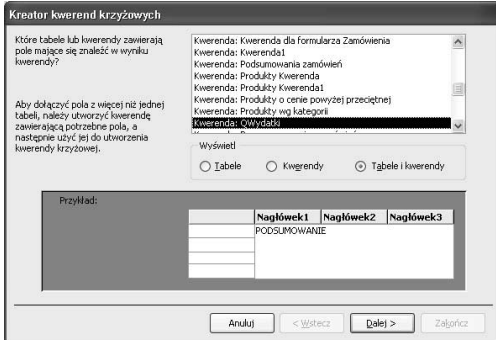 Kreator kwerend krzyżowych
Które tabele lub kwerendy zawierają
pole mające się znaleźć w wyniku
kwerendy?
Aby dołączyć pola z więcej niż jednej
tabeli, należy utworzyć kwerendę
zawierającą potrzebne pola, a
następnie użyć jej do utworzenia
kwerendy krzyżowej.
Kwerenda: Kwerenda dla formularza Zamówienia
Kwerenda: Kwerenda1
Kwerenda: Podsumowania zamówień
Kwerenda: Produkty Kwerenda
Kwerenda: Produkty Kwerenda1
Kwerenda: Produkty o cenie powyżej przeciętnej
Kwerenda: Produkty wg kategorii
Kwerenda: QWydatki
Wyświetl
Tabele Kwerendy Tabele i kwerendy
Przykład:
Nagłówek1 Nagłówek2 Nagłówek3
PODSUMOWANIE
Anuluj < Wstecz Dalej > Zakończ